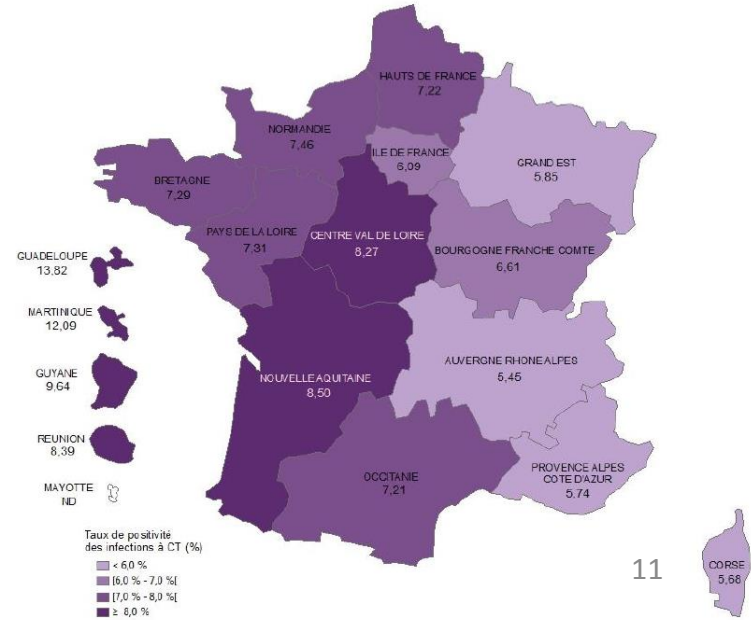 HAUTS DE FRANCE
7,22
NORMANDIE
7,46
ILE DE FRANCE
6,09
GRAND EST
5,85
BRETAGNE
7,29
PAYS DE LA LOIRE
7,31
CENTRE VAL DE LOIRE
8,27
BOURGOGNE FRANCHE COMTE
6,61
GUADELOUPE
13,82
MARTINIQUE
12,09
GUYANE
9,64
REUNION
8,39
MAYOTTE
ND
NOUVELLE AQUITAINE
8,50
AUVERGNE RHONE ALPES
5,45
OCCITANIE
7,21
PROVENCE ALPES
COTE D'AZUR
5,74
CORSE
5,68
Taux de positivité
des infections à CT (%)
< 6,0 %
[6,0 % - 7,0 %[
[7,0 % - 8,0 %[
≥ 8,0 %
11